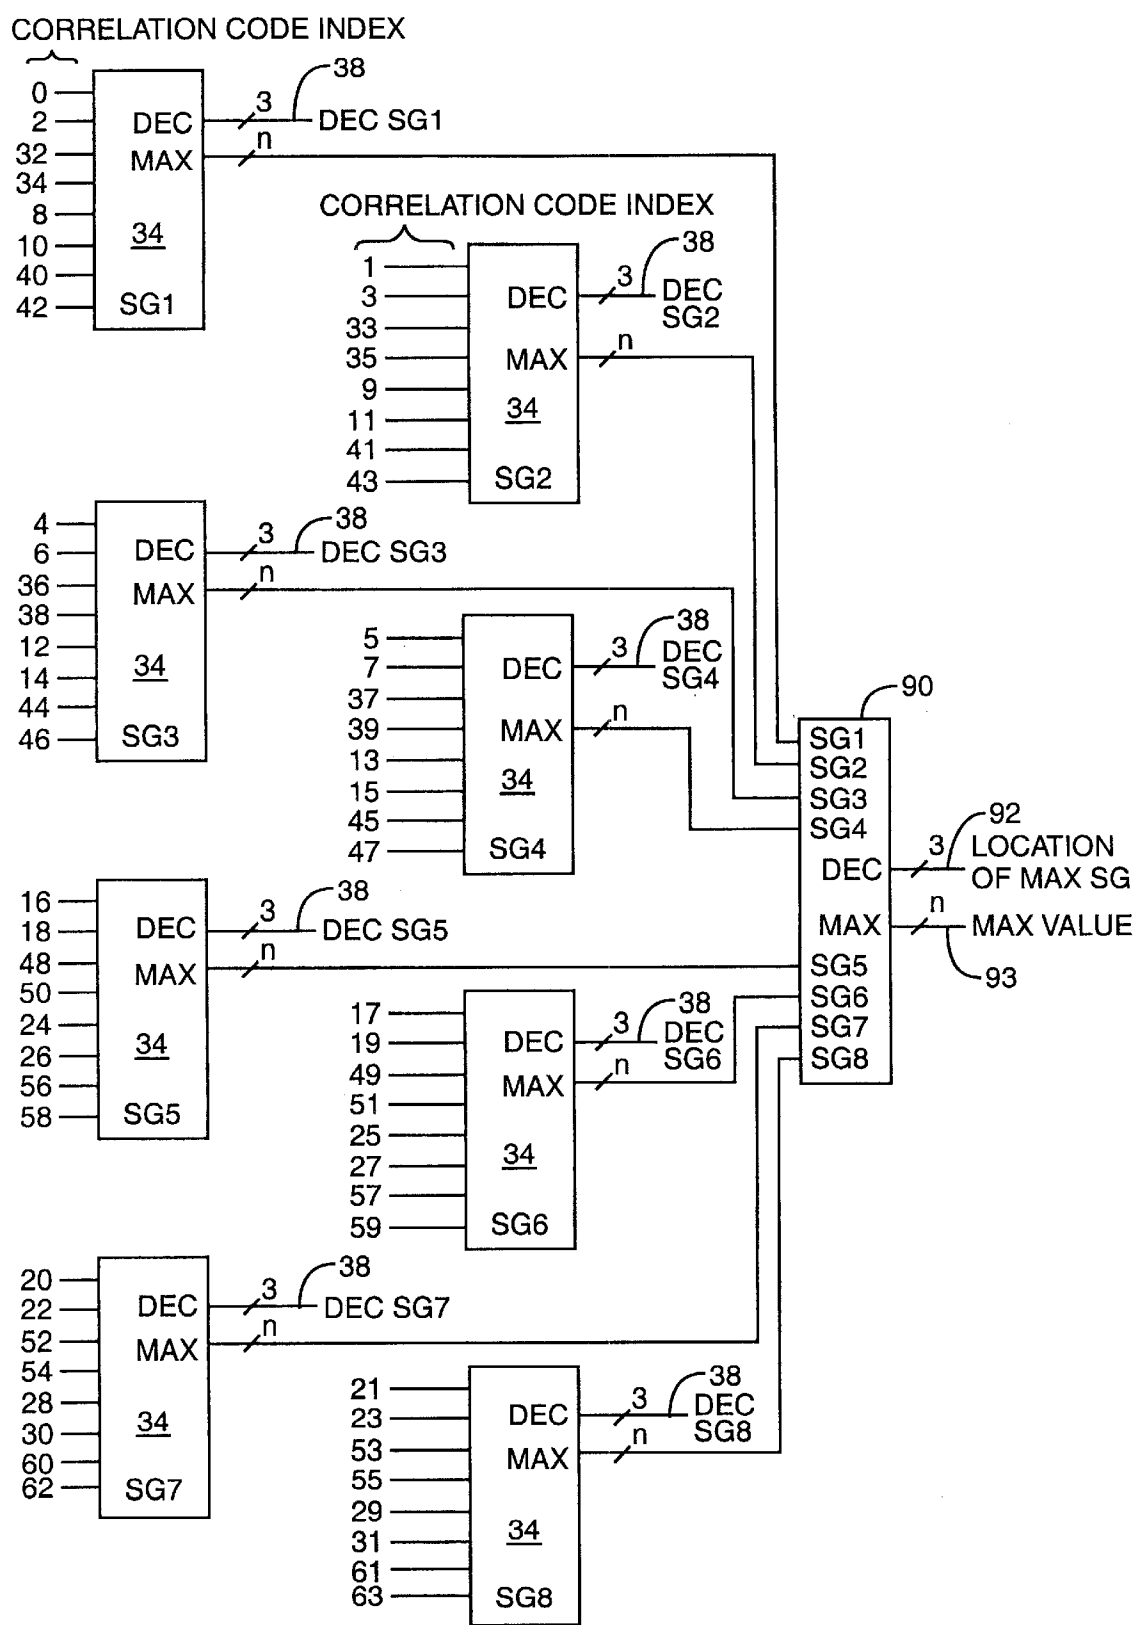 CORRELATION CODE INDEX
0
2
32
34
8
10
40
42
DEC
MAX
34
SG1
3
n
38
DEC SG1
CORRELATION CODE INDEX
1
3
33
35
9
11
41
43
DEC
MAX
34
SG2
3
n
38
DEC
SG2
4
6
36
38
12
14
44
46
DEC
MAX
34
SG3
3
n
38
DEC SG3
5
7
37
39
13
15
45
47
DEC
MAX
34
SG4
3
n
38
DEC
SG4
16
18
48
50
24
26
56
58
DEC
MAX
34
SG5
3
n
38
DEC SG5
17
19
49
51
25
27
57
59
DEC
MAX
34
SG6
3
n
38
DEC
SG6
20
22
52
54
28
30
60
62
DEC
MAX
34
SG7
3
n
38
DEC SG7
21
23
53
55
29
31
61
63
DEC
MAX
34
SG8
3
n
38
DEC
SG8
90
SG1
SG2
SG3
SG4
DEC
MAX
SG5
SG6
SG7
SG8
3
92
LOCATION
OF MAX SG
n
MAX VALUE
93